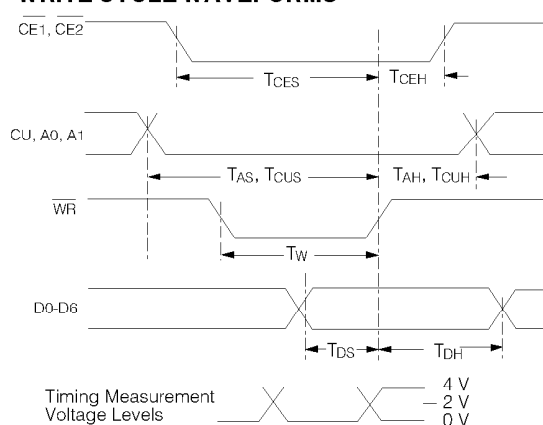 WRITE CYCLE WAVEFORMS
CE1, CE2
TCES
TCEH
CU, A0, A1
TAS, TCUS
TAH, TCUH
WR
TW
D0-D6
TDS
TDH
Timing Measurement
Voltage Levels
4 V
2 V
0 V